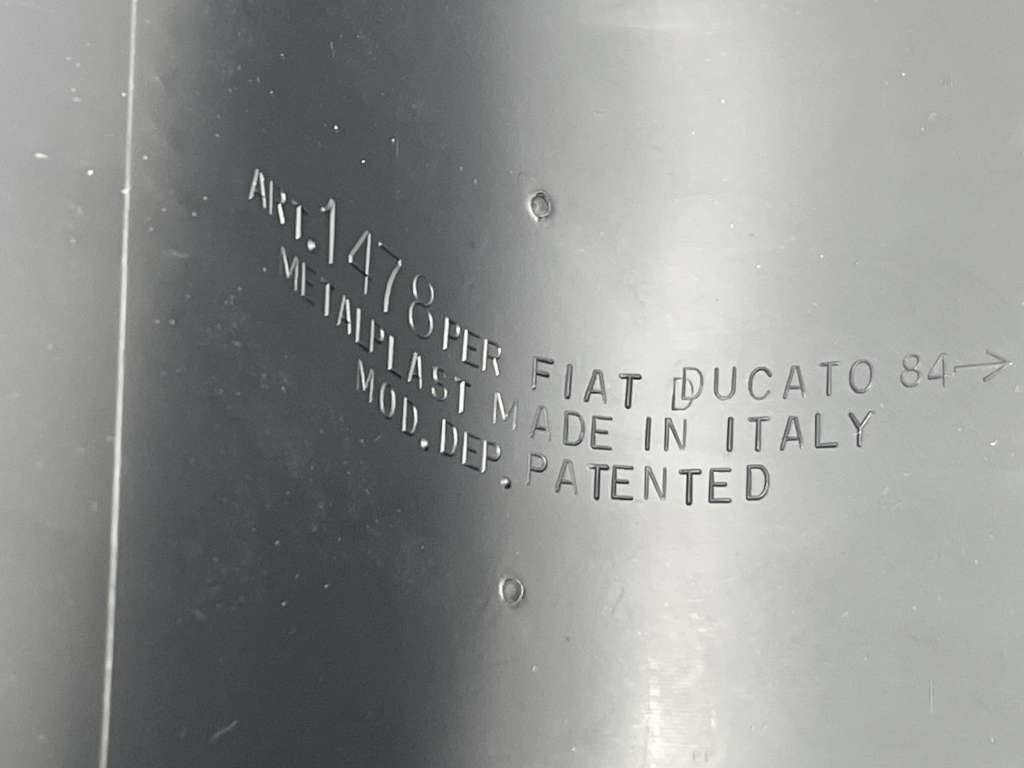 ART.1478 PER FIAT DUCATO 84→
METALPLAST MADE IN ITALY
MOD.DEP. PATENTED